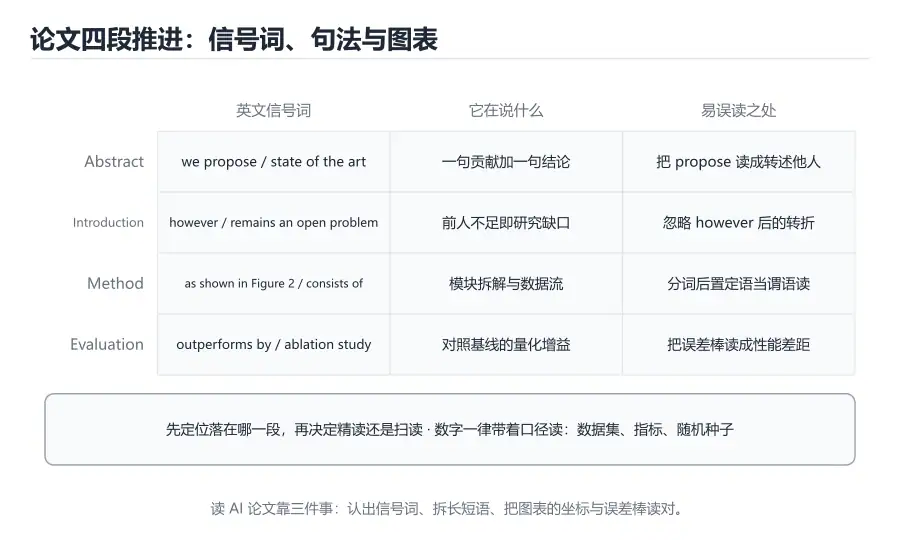 论文四段推进：信号词、句法与图表
英文信号词 它在说什么 易误读之处
Abstract we propose / state of the art 一句贡献加一句结论 把 propose 读成转述他人
Introduction however / remains an open problem 前人不足即研究缺口 忽略 however 后的转折
Method as shown in Figure 2 / consists of 模块拆解与数据流 分词后置定语当谓语读
Evaluation outperforms by / ablation study 对照基线的量化增益 把误差棒读成性能差距
先定位落在哪一段，再决定精读还是扫读 · 数字一律带着口径读：数据集、指标、随机种子
读 AI 论文靠三件事：认出信号词、拆长短语、把图表的坐标与误差棒读对。